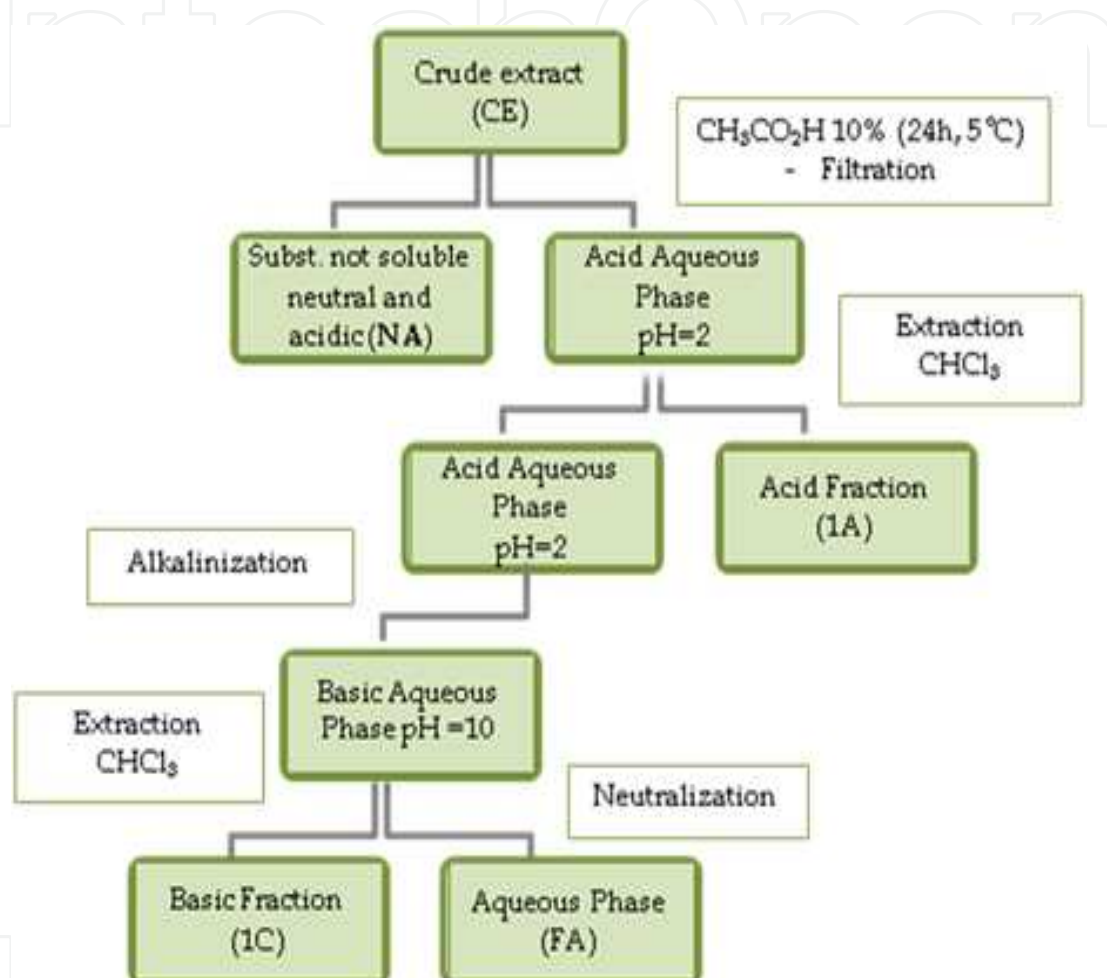 Crude extract
(CE)
CH₃CO₂H 10% (24h, 5°C)
- Filtration
Subst. not soluble
neutral and
acidic (NA)
Acid Aqueous
Phase
pH=2
Extraction
CHCl₃
Acid Aqueous
Phase
pH=2
Acid Fraction
(1A)
Alkalinization
Basic Aqueous
Phase pH =10
Extraction
CHCl₃
Neutralization
Basic Fraction
(1C)
Aqueous Phase
(FA)